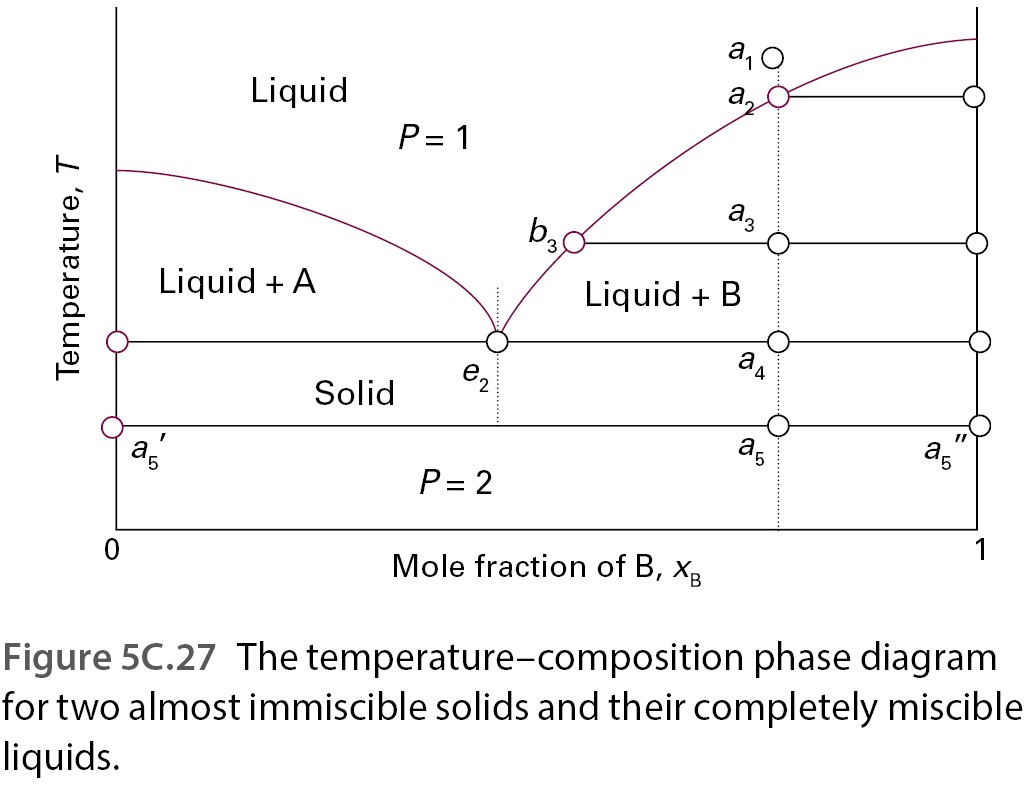 a₁
Liquid
a₂
P = 1
Temperature, T
a₃
b₃
Liquid + A
Liquid + B
a₄
e₂
Solid
a₅′
a₅
a₅″
P = 2
0
1
Mole fraction of B, x_B
Figure 5C.27 The temperature–composition phase diagram
for two almost immiscible solids and their completely miscible
liquids.